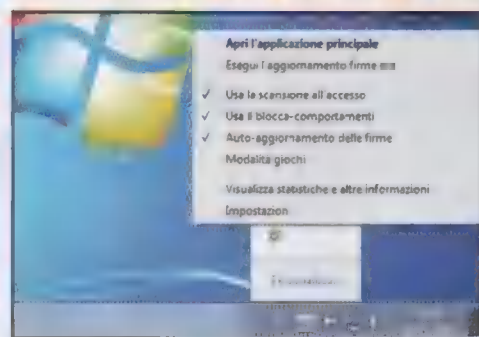 Apri l'applicazione principale
Esegui l'aggiornamento firme
Usa la scansione all'accesso
Usa il blocca-comportamenti
Auto-aggiornamento delle firme
Modalità giochi
Visualizza statistiche e altre informazioni
Impostazioni